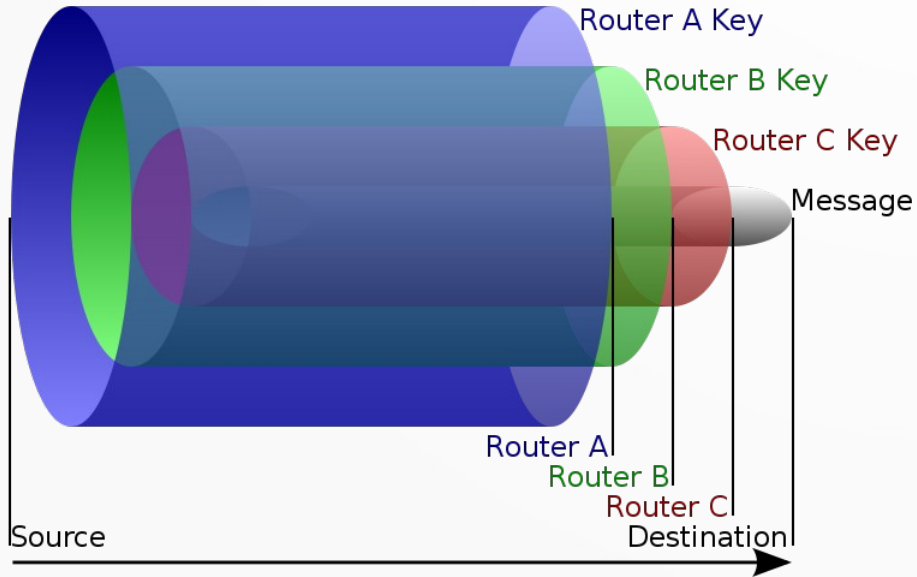 Router A Key
Router B Key
Router C Key
Message
Router A
Router B
Router C
Source
Destination